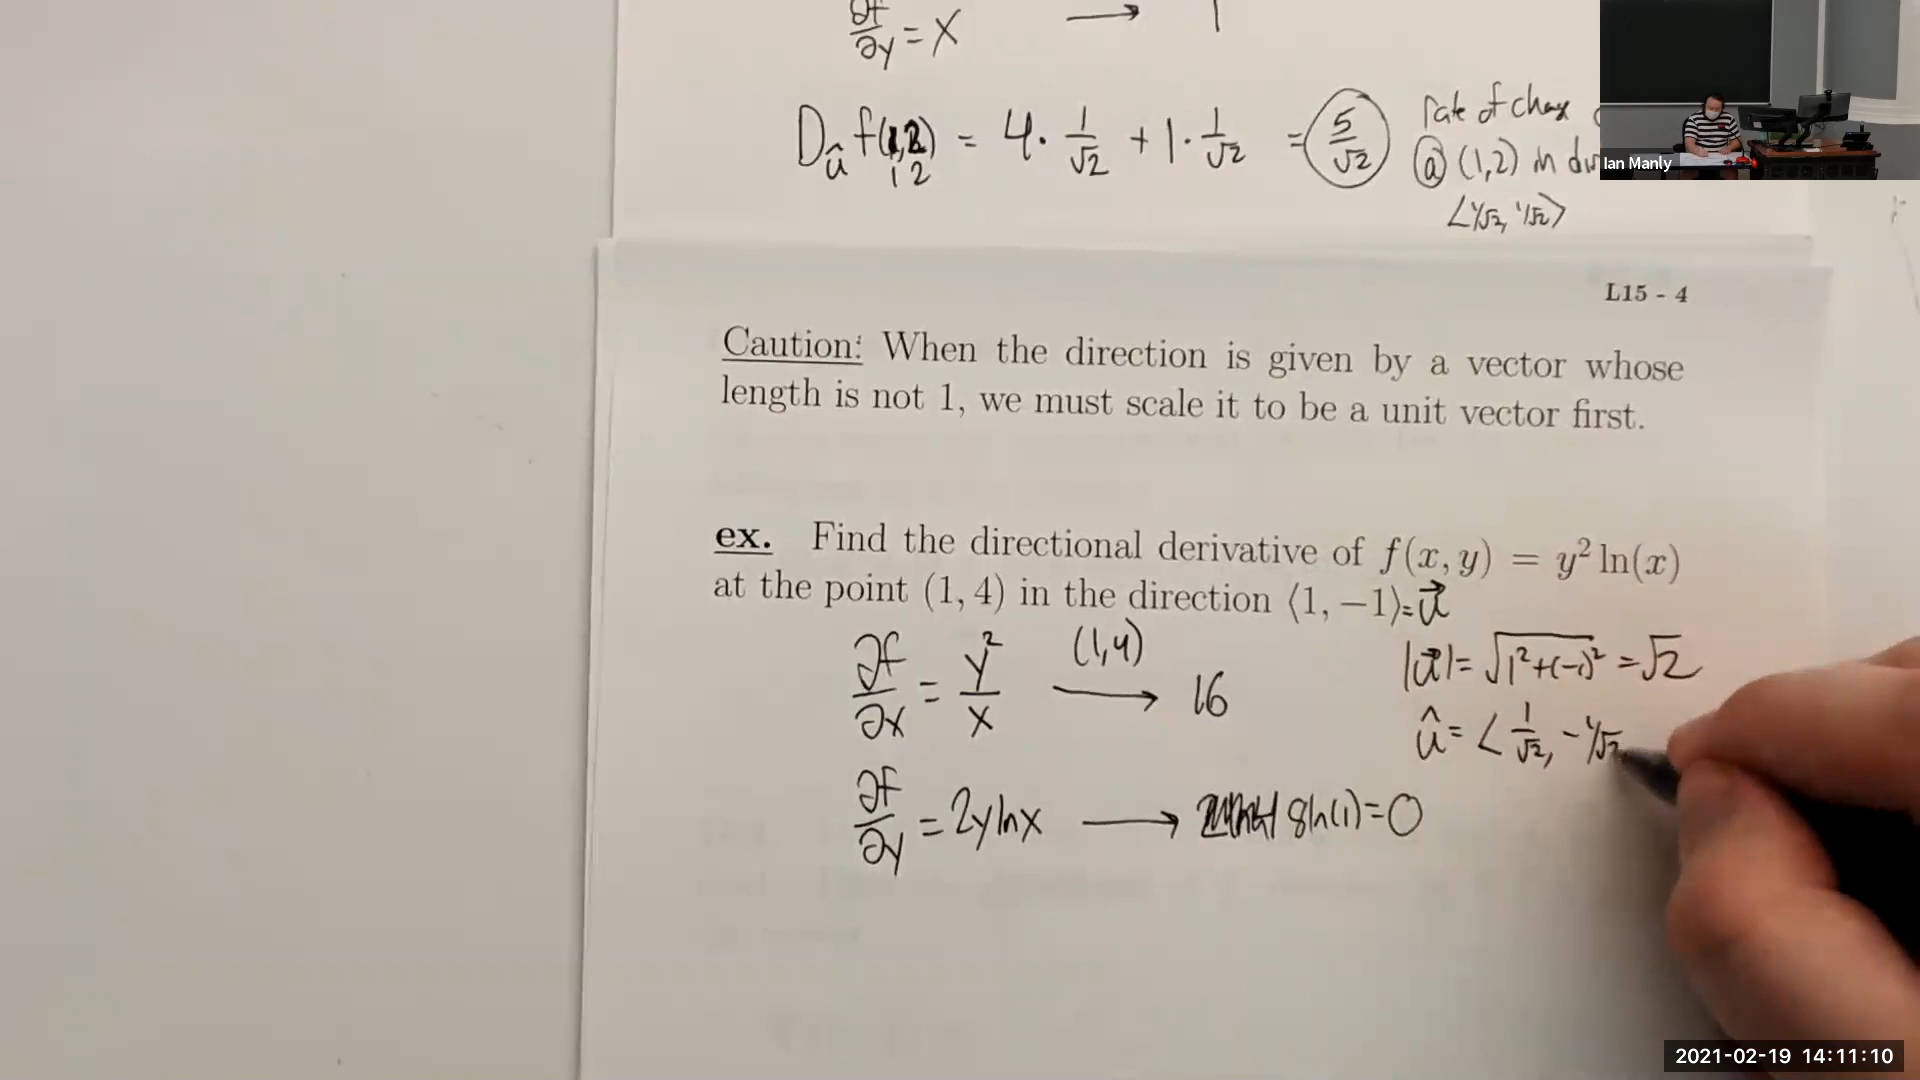 ∂f/∂y = x → 1
D_û f(1,2) = 4 · 1/√2 + 1 · 1/√2 = 5/√2
1 2
rate of change
@ (1,2) in
<1/√2, 1/√2>
Ian Manly
L15 - 4
Caution: When the direction is given by a vector whose
length is not 1, we must scale it to be a unit vector first.
ex. Find the directional derivative of f(x, y) = y² ln(x)
at the point (1, 4) in the direction ⟨1, −1⟩ = u⃗
∂f/∂x = y²/x (1,4) → 16
|u⃗| = √(1²+(-1)²) = √2
û = < 1/√2, -1/√2
∂f/∂y = 2y ln x → 8ln(1) = 0
2021-02-19 14:11:10